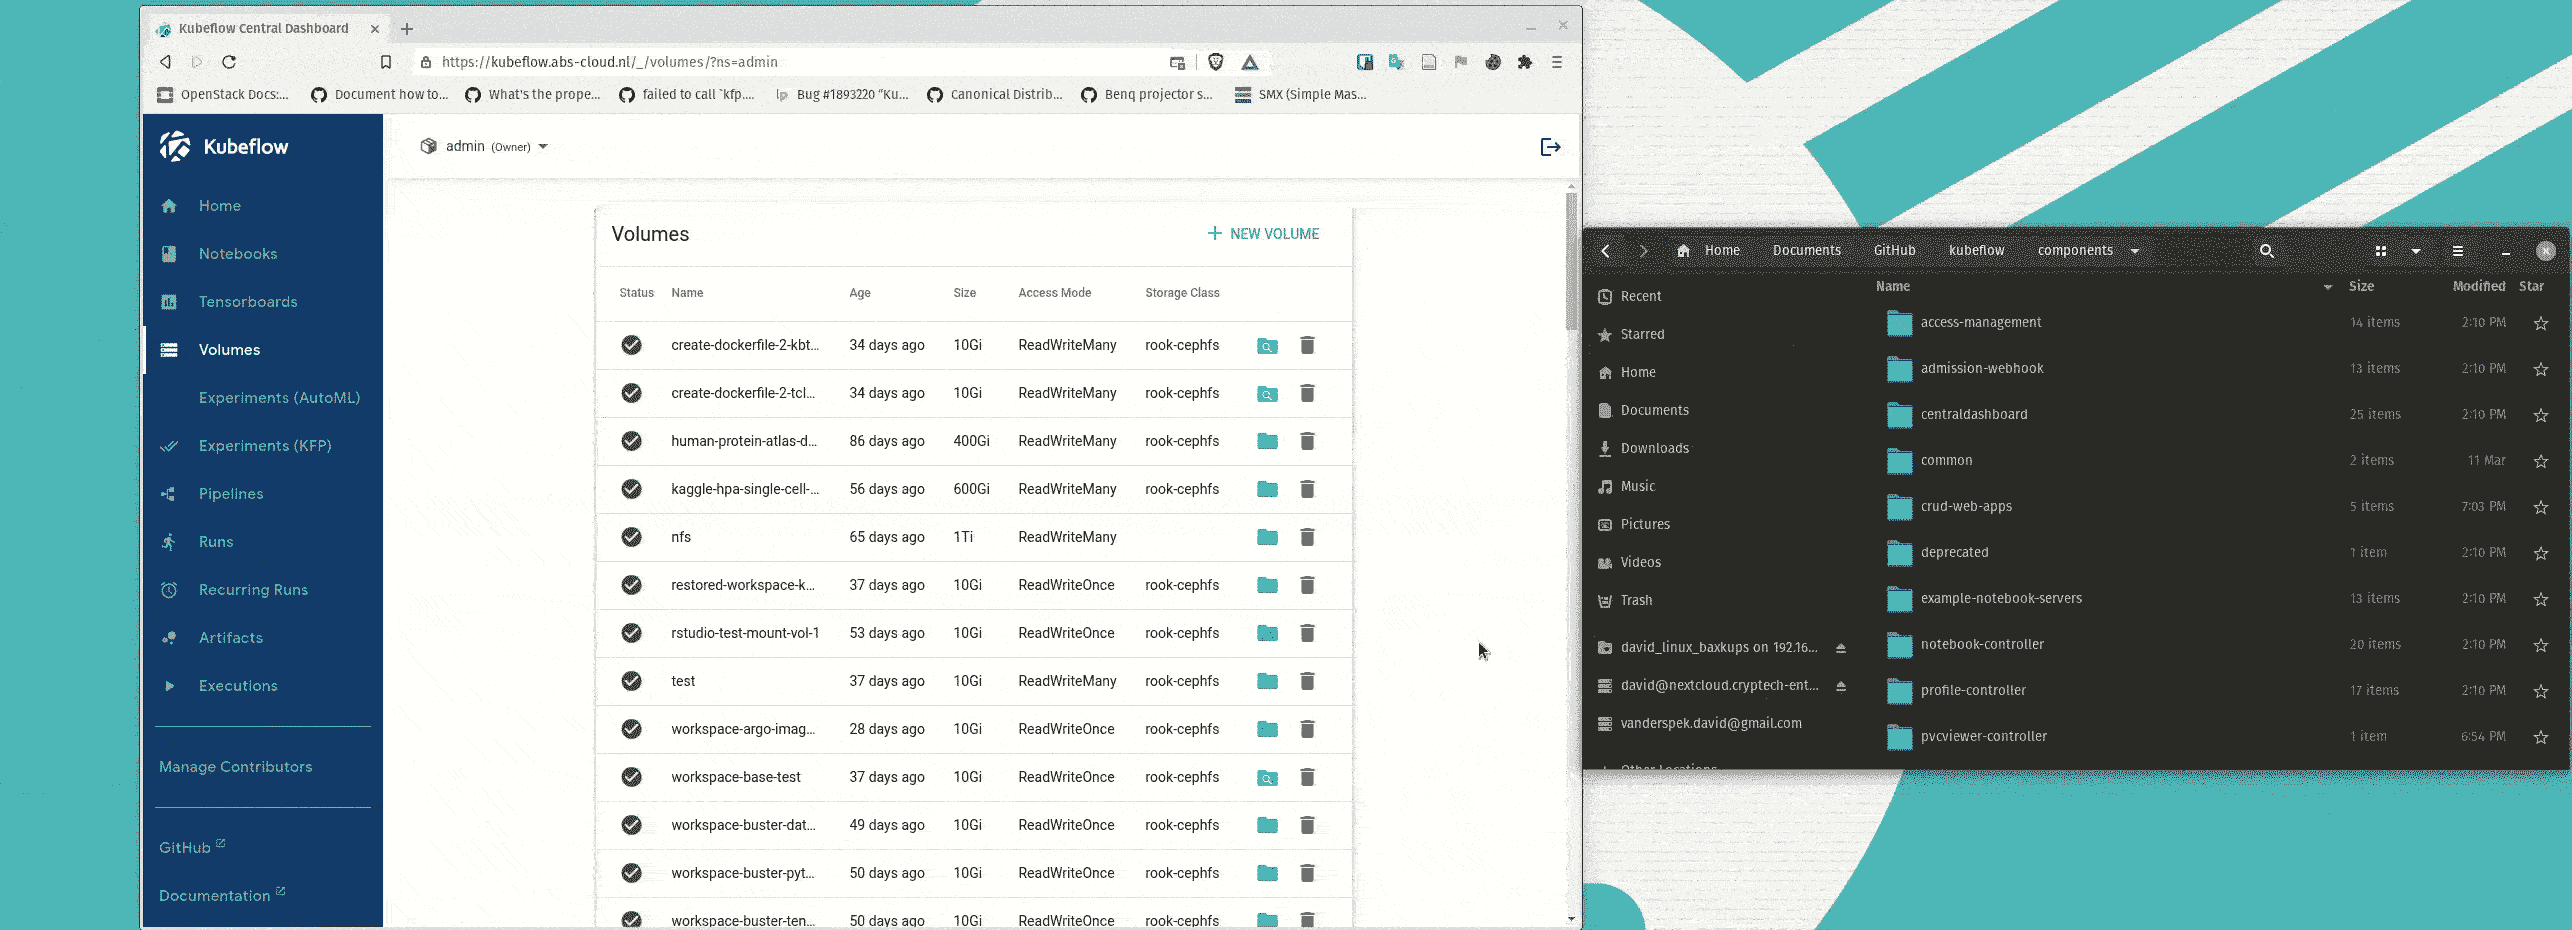 Kubeflow Central Dashboard
https://kubeflow.abs-cloud.nl/_/volumes/?ns=admin
OpenStack Docs:... Document how to... What's the prope... failed to call `kfp.... Bug #1893220 "Ku... Canonical Distrib... Benq projector s... SMX (Simple Mas...
Kubeflow
Home
Notebooks
Tensorboards
Volumes
Experiments (AutoML)
Experiments (KFP)
Pipelines
Runs
Recurring Runs
Artifacts
Executions
Manage Contributors
GitHub
Documentation
admin (Owner)
Volumes + NEW VOLUME
Status Name Age Size Access Mode Storage Class
create-dockerfile-2-kbt... 34 days ago 10Gi ReadWriteMany rook-cephfs
create-dockerfile-2-tcl... 34 days ago 10Gi ReadWriteMany rook-cephfs
human-protein-atlas-d... 86 days ago 400Gi ReadWriteMany rook-cephfs
kaggle-hpa-single-cell-... 56 days ago 600Gi ReadWriteMany rook-cephfs
nfs 65 days ago 1Ti ReadWriteMany
restored-workspace-k... 37 days ago 10Gi ReadWriteOnce rook-cephfs
rstudio-test-mount-vol-1 53 days ago 10Gi ReadWriteOnce rook-cephfs
test 37 days ago 10Gi ReadWriteMany rook-cephfs
workspace-argo-imag... 28 days ago 10Gi ReadWriteOnce rook-cephfs
workspace-base-test 37 days ago 10Gi ReadWriteOnce rook-cephfs
workspace-buster-dat... 49 days ago 10Gi ReadWriteOnce rook-cephfs
workspace-buster-pyt... 50 days ago 10Gi ReadWriteOnce rook-cephfs
workspace-buster-ten... 50 days ago 10Gi ReadWriteOnce rook-cephfs
Home Documents GitHub kubeflow components
Recent
Starred
Home
Documents
Downloads
Music
Pictures
Videos
Trash
david_linux_baxkups on 192.16...
david@nextcloud.cryptech-ent...
vanderspek.david@gmail.com
Other Locations
Name Size Modified Star
access-management 14 items 2:10 PM
admission-webhook 13 items 2:10 PM
centraldashboard 25 items 2:10 PM
common 2 items 11 Mar
crud-web-apps 5 items 7:03 PM
deprecated 1 item 2:10 PM
example-notebook-servers 13 items 2:10 PM
notebook-controller 20 items 2:10 PM
profile-controller 17 items 2:10 PM
pvcviewer-controller 1 item 6:54 PM